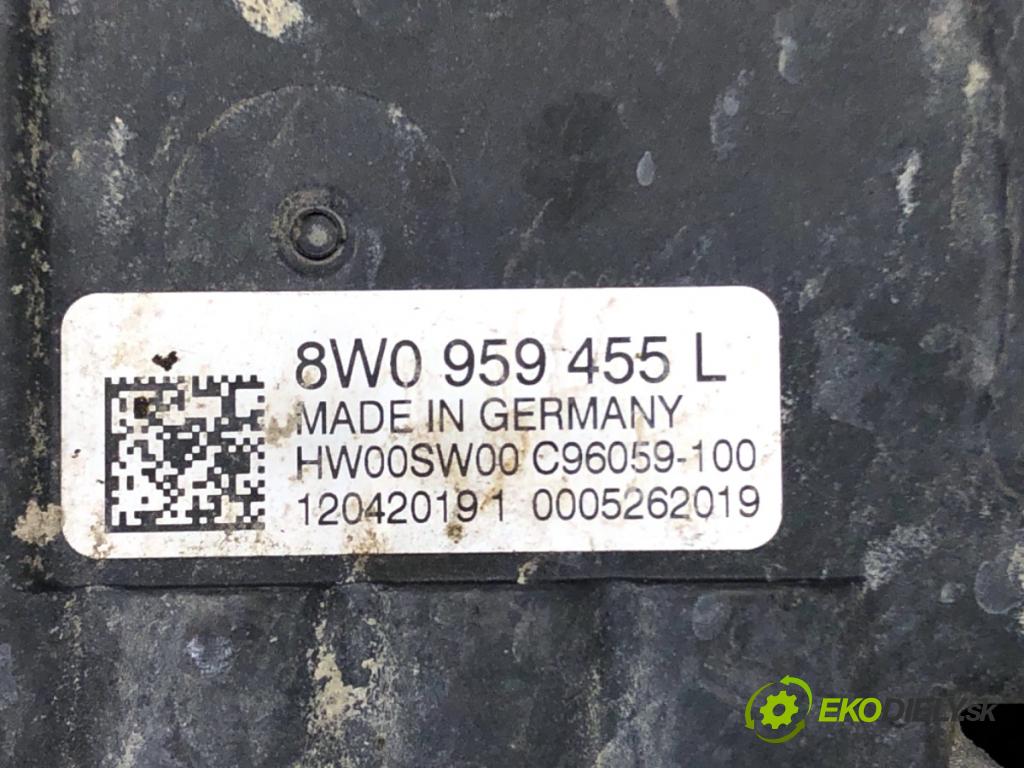 8W0 959 455 L
MADE IN GERMANY
HW00SW00 C96059-100
12042019 1 0005262019
EKODIELY.SK